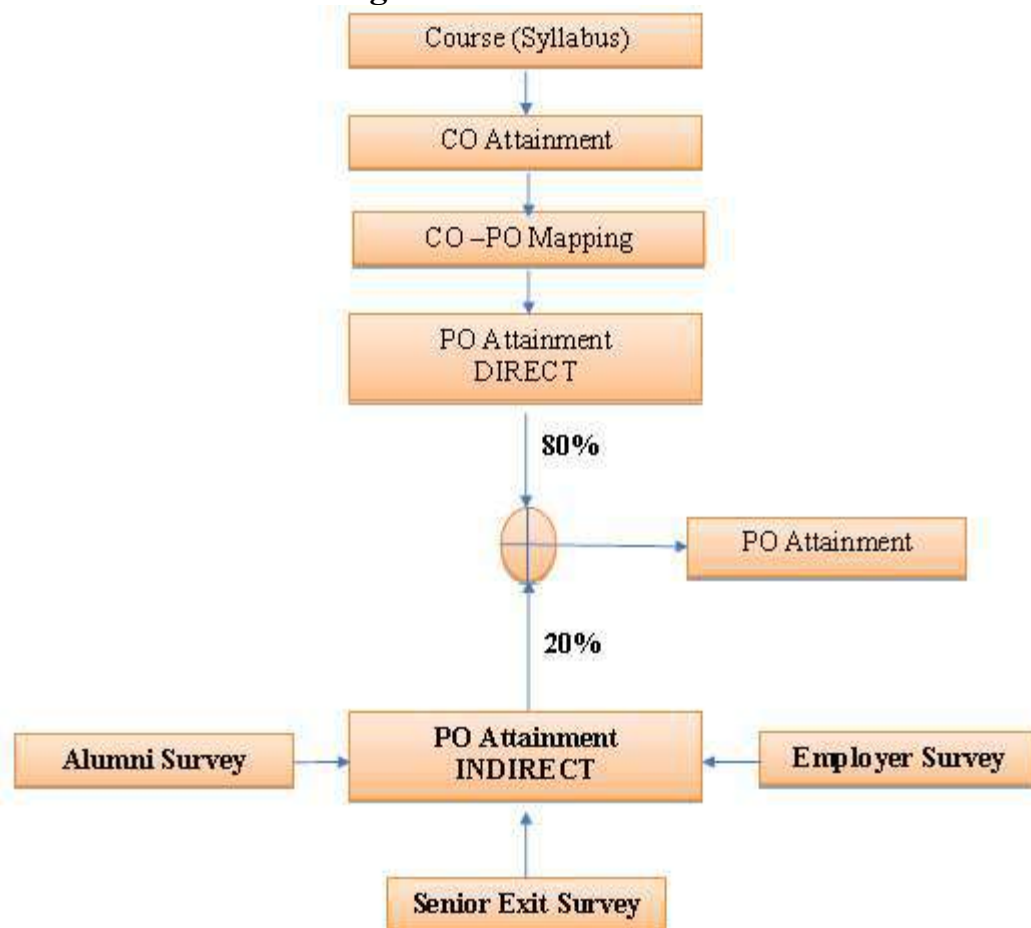 Course (Syllabus)
CO Attainment
CO –PO Mapping
PO Attainment
DIRECT
80%
PO Attainment
20%
Alumni Survey
PO Attainment
INDIRECT
Employer Survey
Senior Exit Survey